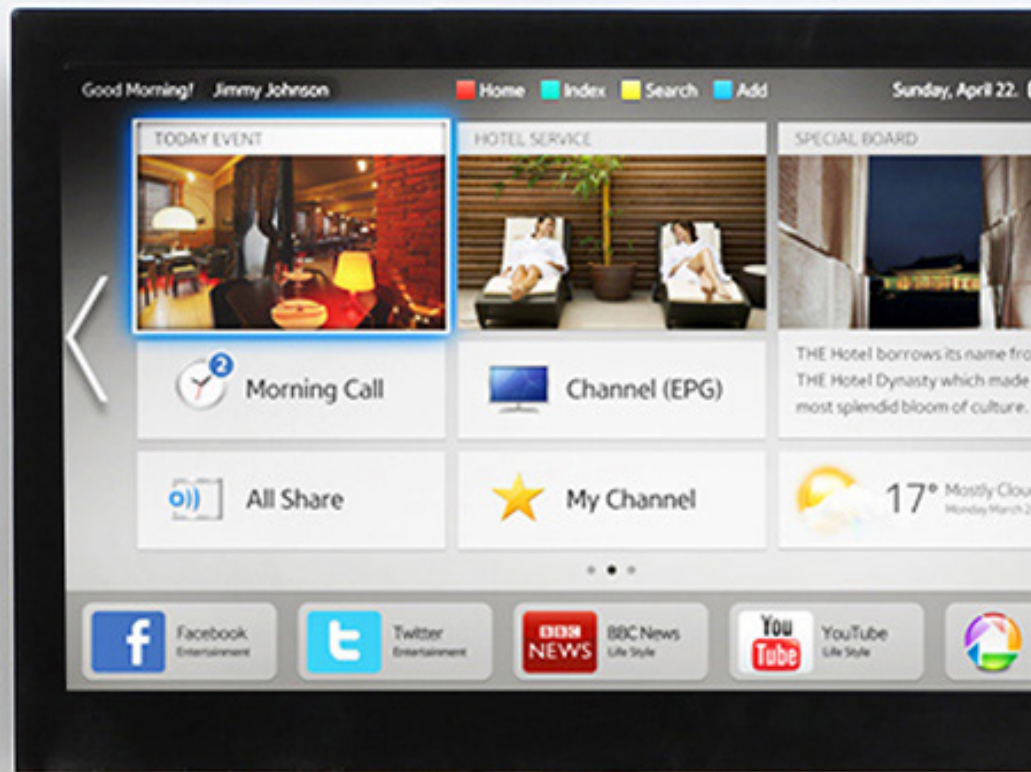 Good Morning! Jimmy Johnson
Home Index Search Add
Sunday, April 22.
TODAY EVENT
HOTEL SERVICE
SPECIAL BOARD
THE Hotel borrows its name fro
THE Hotel Dynasty which made
most splendid bloom of culture.
2
Morning Call
Channel (EPG)
All Share
My Channel
17° Mostly Clou
Monday March 2
Facebook
Entertainment
Twitter
Entertainment
BBC
NEWS
BBC News
Life Style
You
Tube
YouTube
Life Style